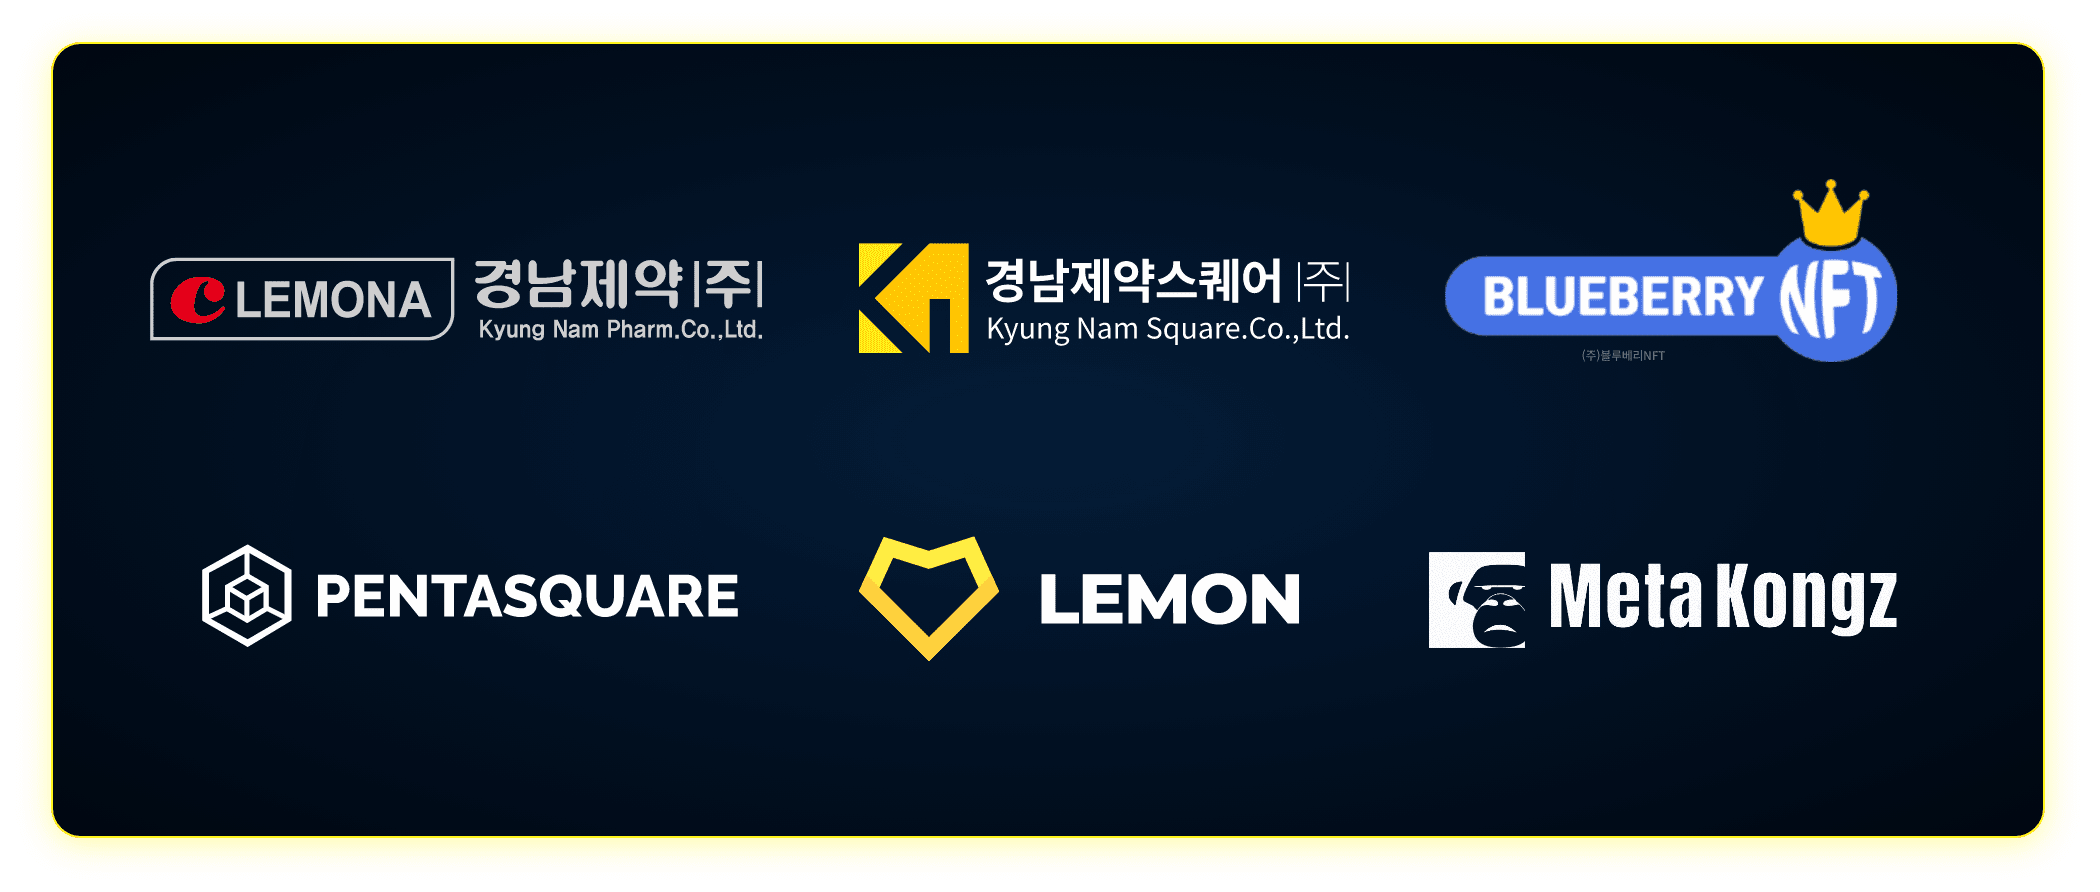 LEMONA 경남제약(주)
Kyung Nam Pharm.Co.,Ltd.
경남제약스퀘어 |주|
Kyung Nam Square.Co.,Ltd.
BLUEBERRY NFT
(주)블루베리NFT
PENTASQUARE
LEMON
Meta Kongz